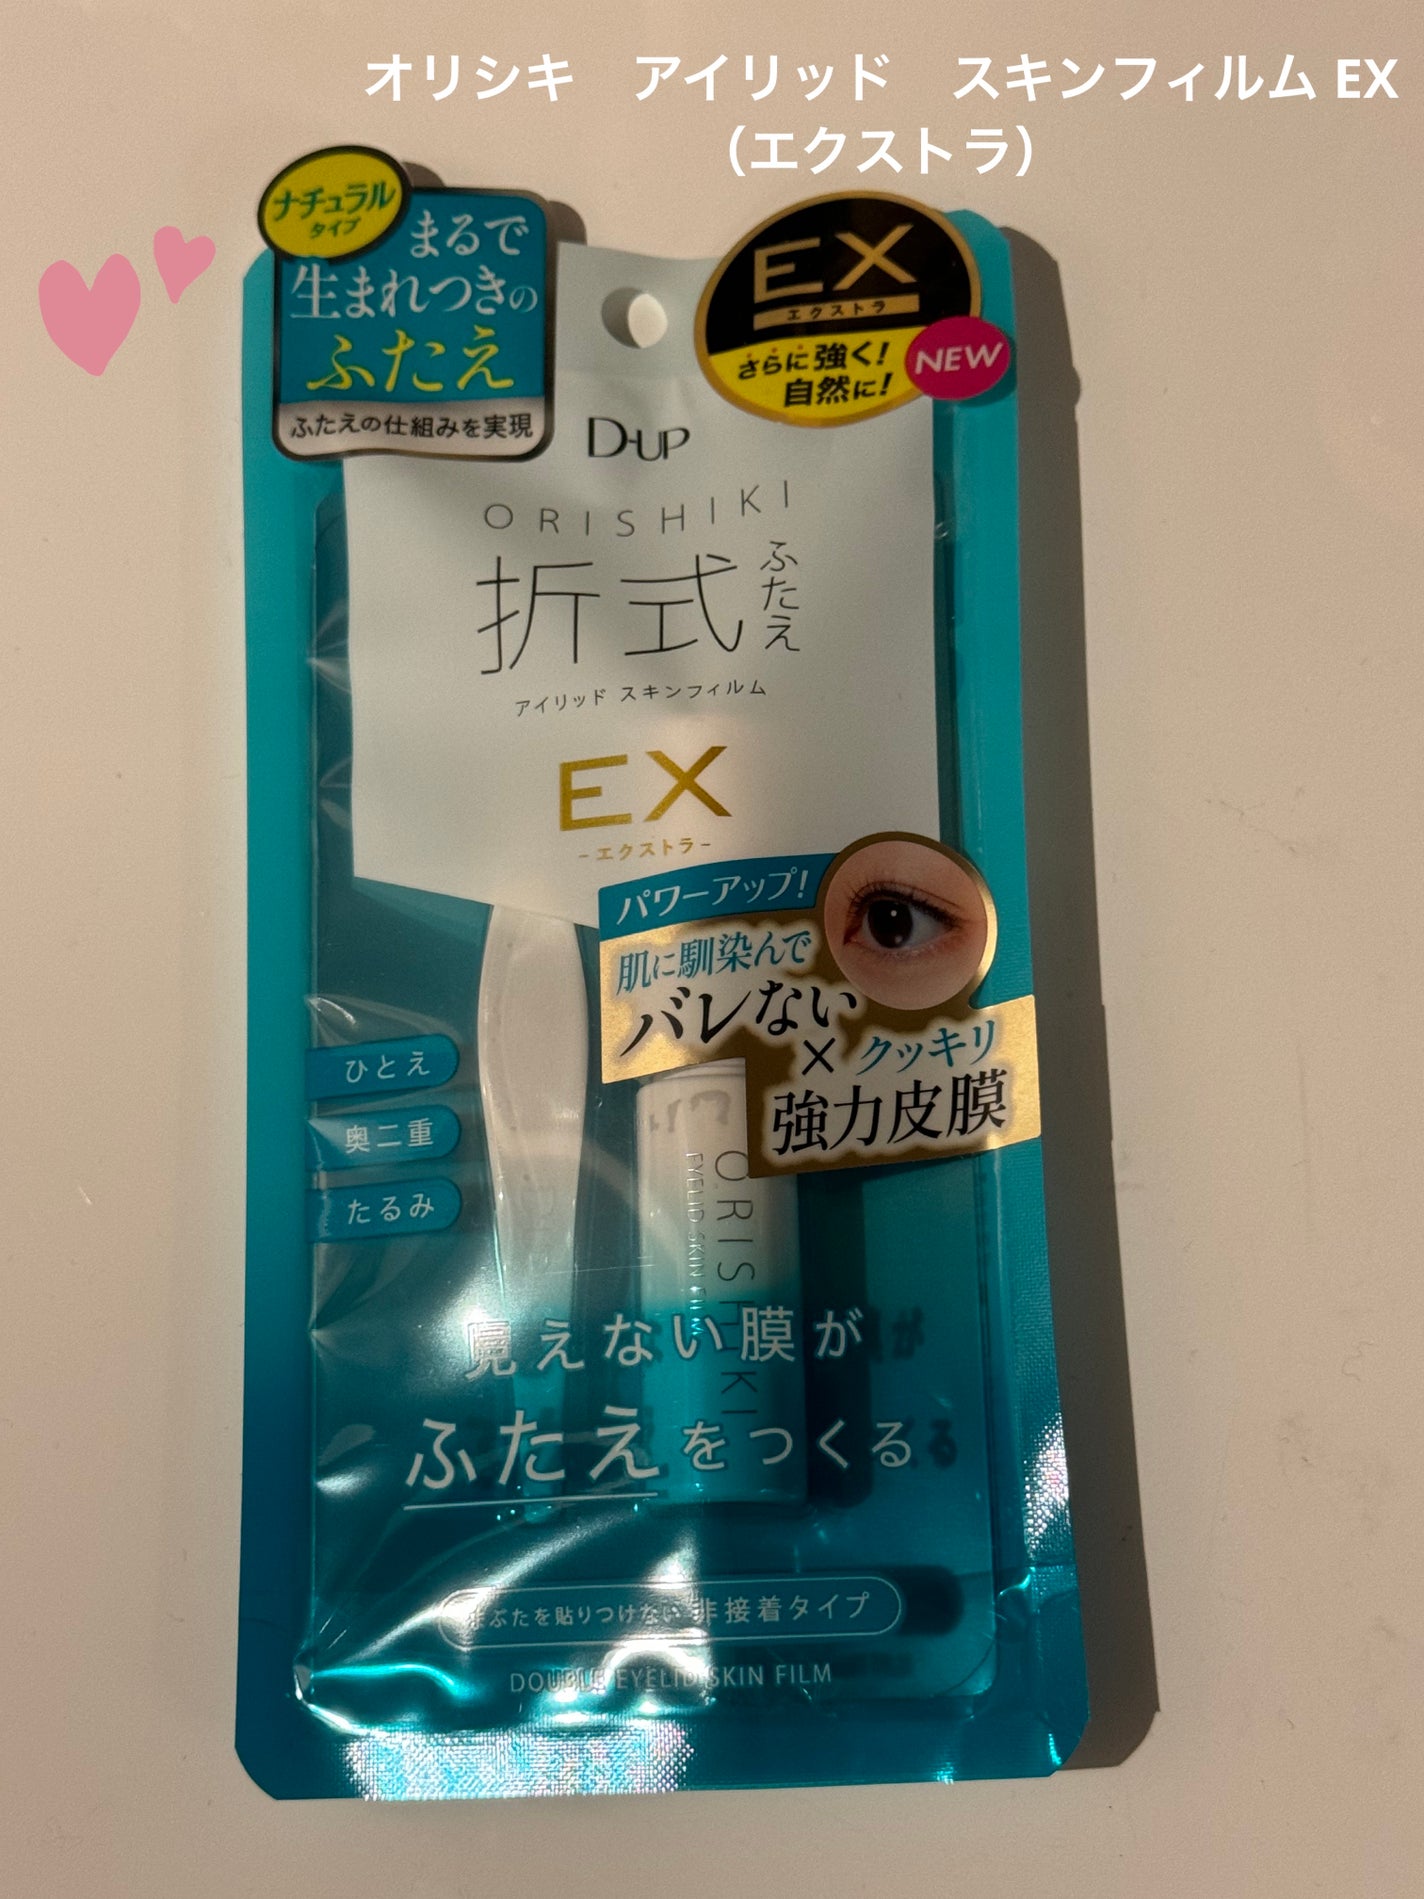 オリシキ　アイリッド　スキンフィルム EX
（エクストラ）
ナチュラル
タイプ
まるで
生まれつきの
ふたえ
ふたえの仕組みを実現
EX
エクストラ
さらに強く!
自然に!
NEW
D-UP
ORISHIKI
折式
ふたえ
アイリッド スキンフィルム
EX
-エクストラ-
パワーアップ!
肌に馴染んで
バレない
×クッキリ
強力皮膜
ひとえ
奥二重
たるみ
ORISHIKI
EYELID SKIN FILM
見えない膜が
ふたえをつくる
まぶたを貼りつけない 非接着タイプ
DOUBLE EYELID SKIN FILM